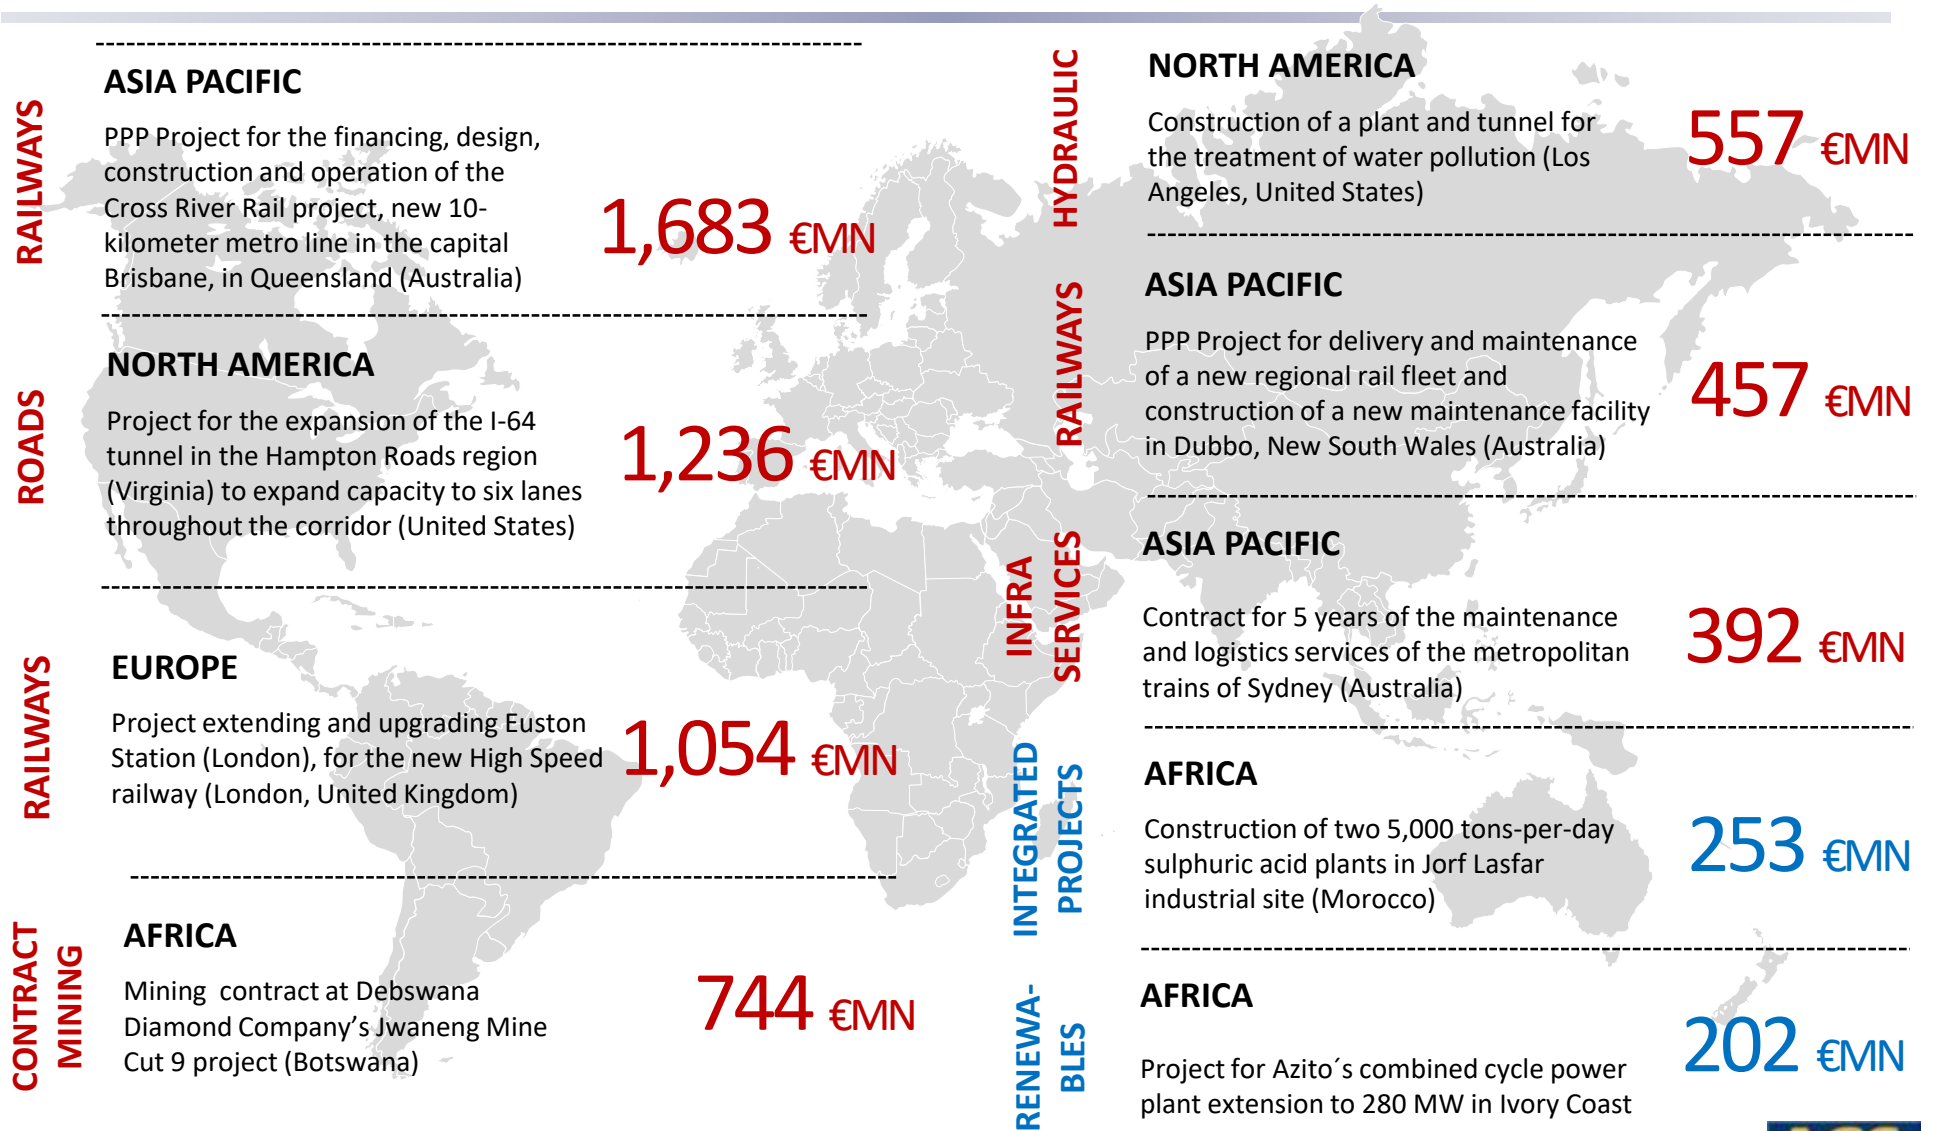 RAILWAYS
ASIA PACIFIC
PPP Project for the financing, design,
construction and operation of the
Cross River Rail project, new 10-
kilometer metro line in the capital
Brisbane, in Queensland (Australia)
1,683 €MN
ROADS
NORTH AMERICA
Project for the expansion of the I-64
tunnel in the Hampton Roads region
(Virginia) to expand capacity to six lanes
throughout the corridor (United States)
1,236 €MN
RAILWAYS
EUROPE
Project extending and upgrading Euston
Station (London), for the new High Speed
railway (London, United Kingdom)
1,054 €MN
CONTRACT
MINING
AFRICA
Mining contract at Debswana
Diamond Company’s Jwaneng Mine
Cut 9 project (Botswana)
744 €MN
HYDRAULIC
NORTH AMERICA
Construction of a plant and tunnel for
the treatment of water pollution (Los
Angeles, United States)
557 €MN
RAILWAYS
ASIA PACIFIC
PPP Project for delivery and maintenance
of a new regional rail fleet and
construction of a new maintenance facility
in Dubbo, New South Wales (Australia)
457 €MN
INFRA
SERVICES
ASIA PACIFIC
Contract for 5 years of the maintenance
and logistics services of the metropolitan
trains of Sydney (Australia)
392 €MN
INTEGRATED
PROJECTS
AFRICA
Construction of two 5,000 tons-per-day
sulphuric acid plants in Jorf Lasfar
industrial site (Morocco)
253 €MN
RENEWA-
BLES
AFRICA
Project for Azito´s combined cycle power
plant extension to 280 MW in Ivory Coast
202 €MN